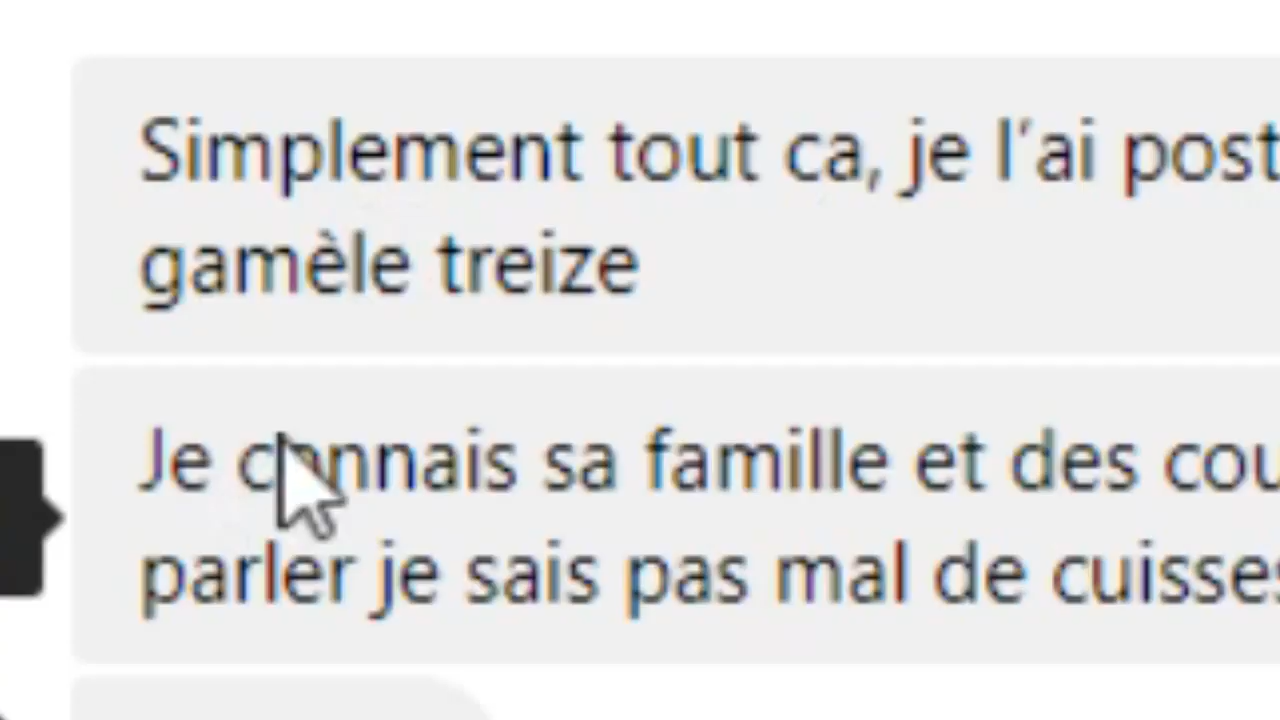 Simplement tout ca, je l'ai post
gamèle treize
Je connais sa famille et des cou
parler je sais pas mal de cuisses